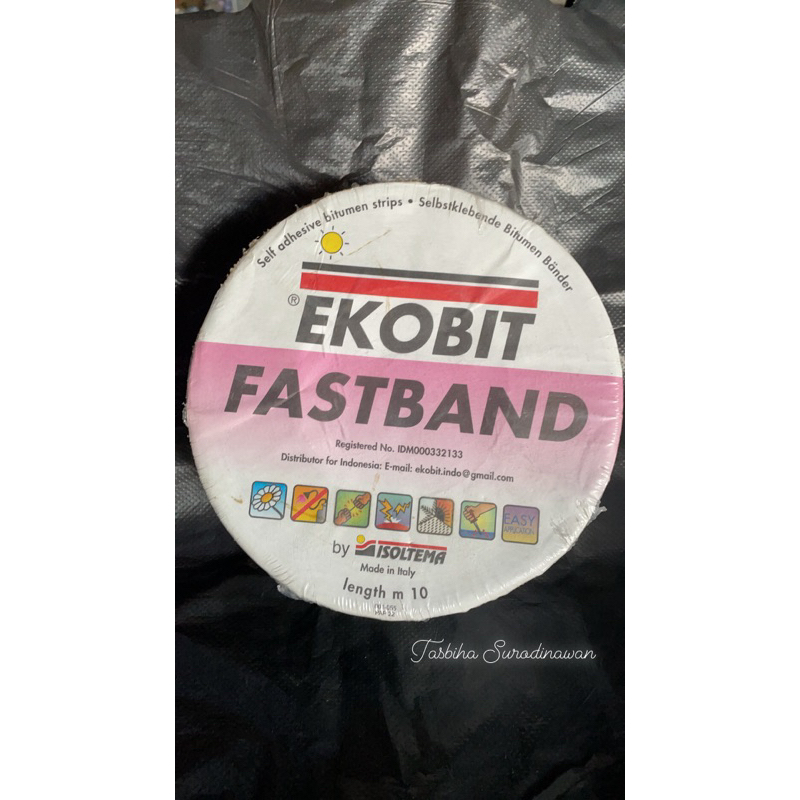 Self adhesive bitumen strips • Selbstklebende Bitumen Bänder
® EKOBIT
FASTBAND
Registered No. IDM000332133
Distributor for Indonesia: E-mail: ekobit.indo@gmail.com
EASY
APPLICATION
by ISOLTEMA
Made in Italy
length m 10
Tasbiha Surodinawan